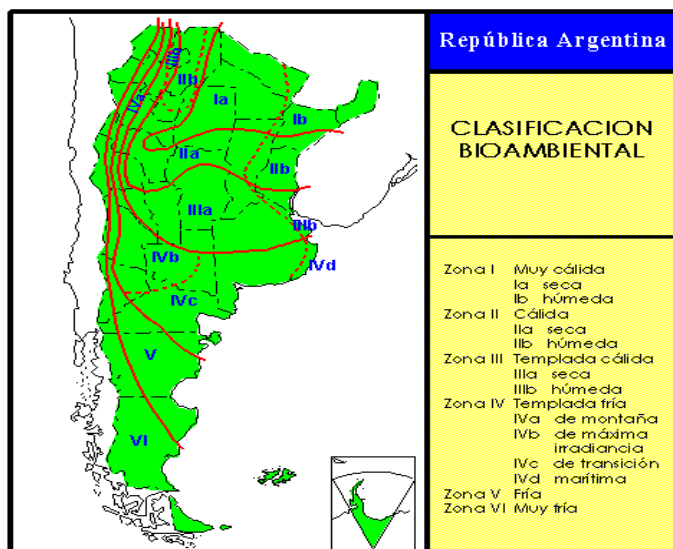 República Argentina
CLASIFICACION
BIOAMBIENTAL
Zona I Muy cálida
Ia seca
Ib húmeda
Zona II Cálida
IIa seca
IIb húmeda
Zona III Templada cálida
IIIa seca
IIIb húmeda
Zona IV Templada fría
IVa de montaña
IVb de máxima
irradiancia
IVc de transición
IVd marítima
Zona V Fría
Zona VI Muy fría
IIIb
IIb
IVa
Ia
Ib
IIa
IIb
IIIa
IIIb
IVb
IVd
IVc
V
VI